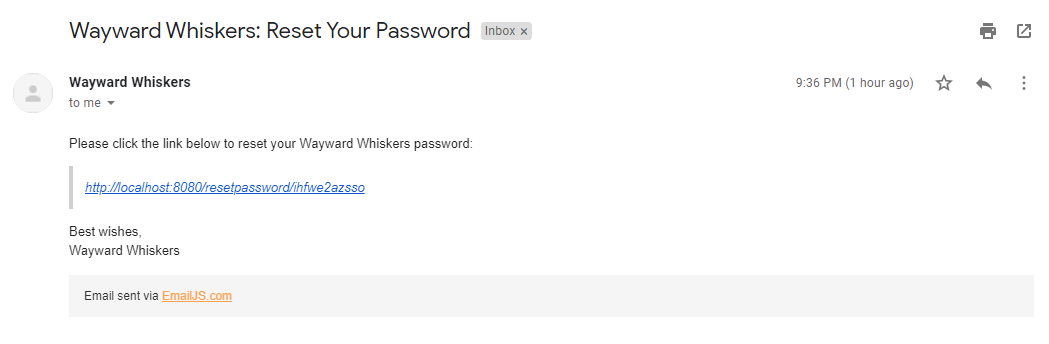 Wayward Whiskers: Reset Your Password Inbox ×
Wayward Whiskers 9:36 PM (1 hour ago)
to me
Please click the link below to reset your Wayward Whiskers password:
http://localhost:8080/resetpassword/ihfwe2azsso
Best wishes,
Wayward Whiskers
Email sent via EmailJS.com